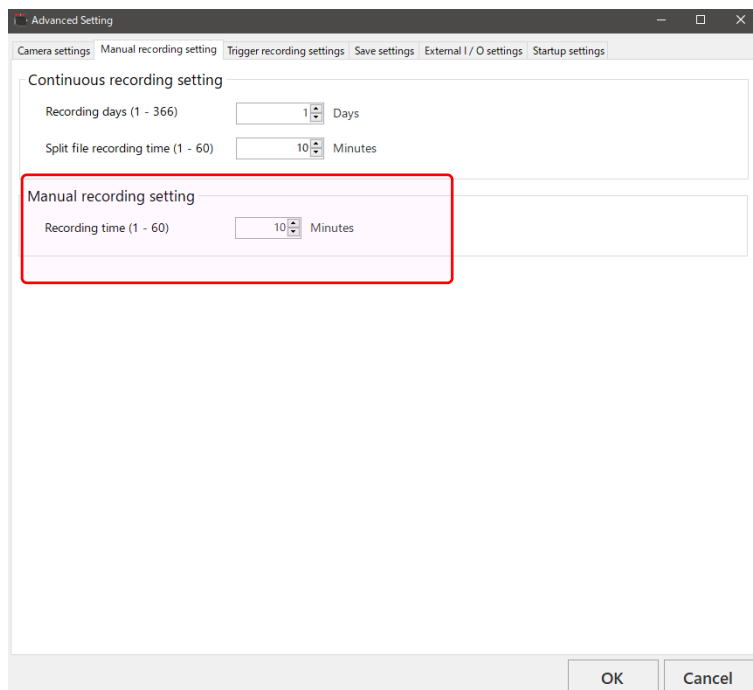 Advanced Setting
Camera settings Manual recording setting Trigger recording settings Save settings External I / O settings Startup settings
Continuous recording setting
Recording days (1 - 366) 1 Days
Split file recording time (1 - 60) 10 Minutes
Manual recording setting
Recording time (1 - 60) 10 Minutes
OK Cancel